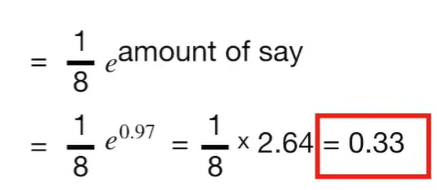 = 1/8 e^amount of say
= 1/8 e^0.97 = 1/8 × 2.64 = 0.33